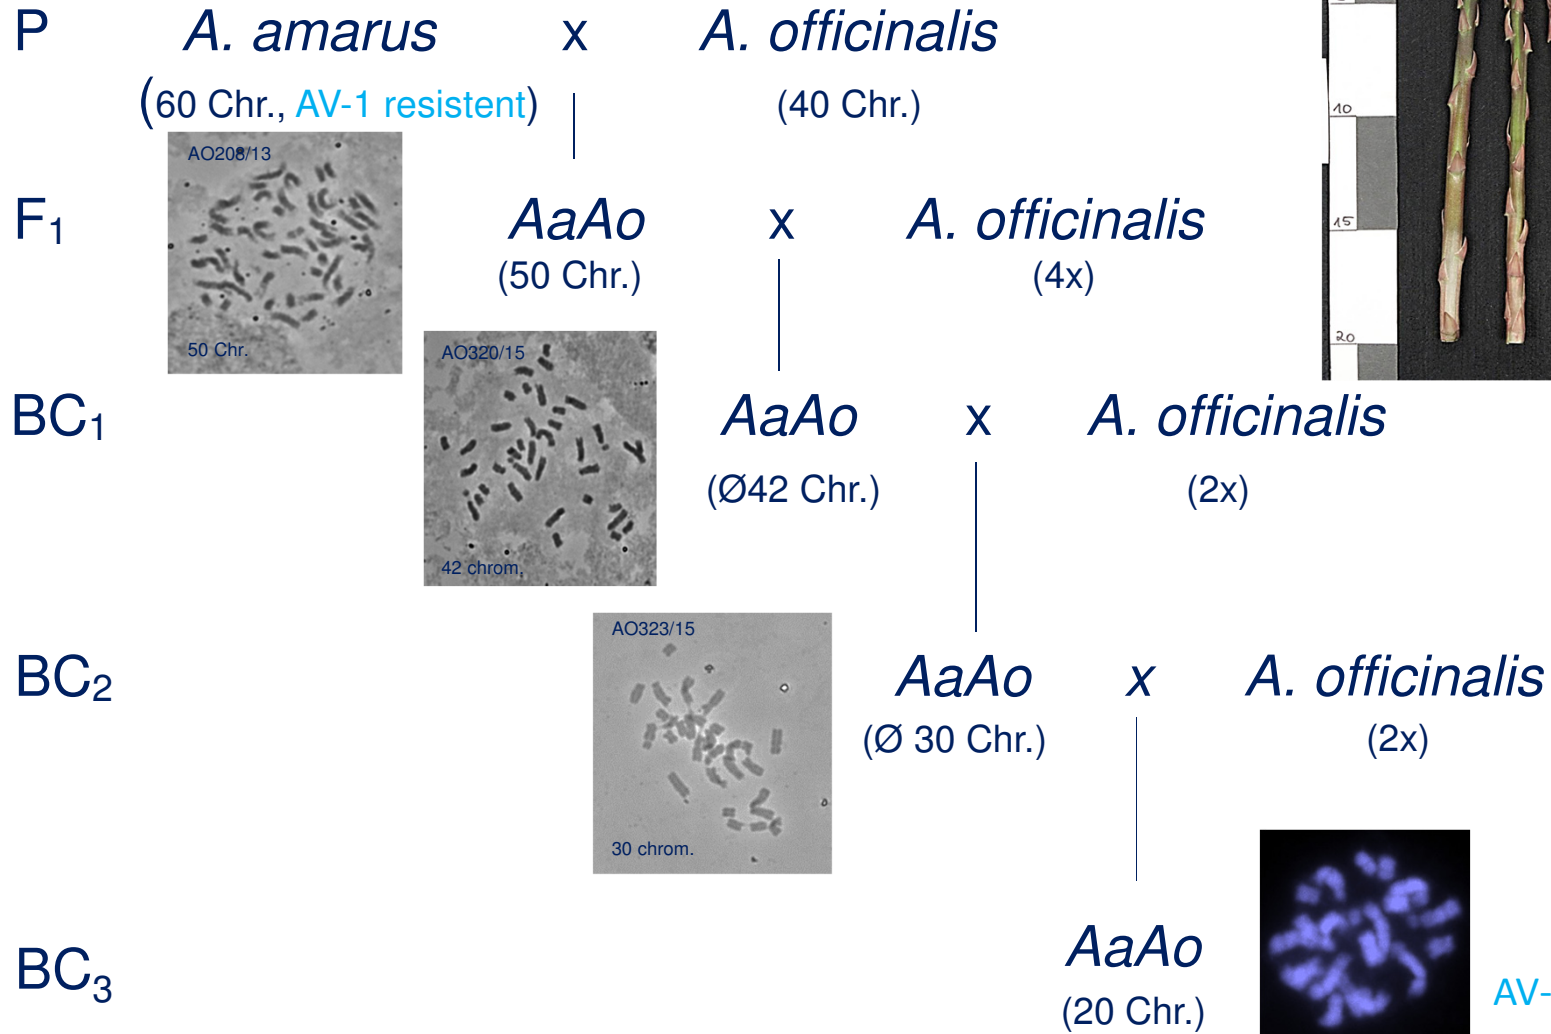 P A. amarus x A. officinalis
(60 Chr., AV-1 resistent) (40 Chr.)
AO208/13
50 Chr.
F1 AaAo x A. officinalis
(50 Chr.) (4x)
10
15
20
AO320/15
42 chrom.
BC1 AaAo x A. officinalis
(Ø42 Chr.) (2x)
AO323/15
30 chrom.
BC2 AaAo x A. officinalis
(Ø 30 Chr.) (2x)
BC3 AaAo
(20 Chr.)
AV-